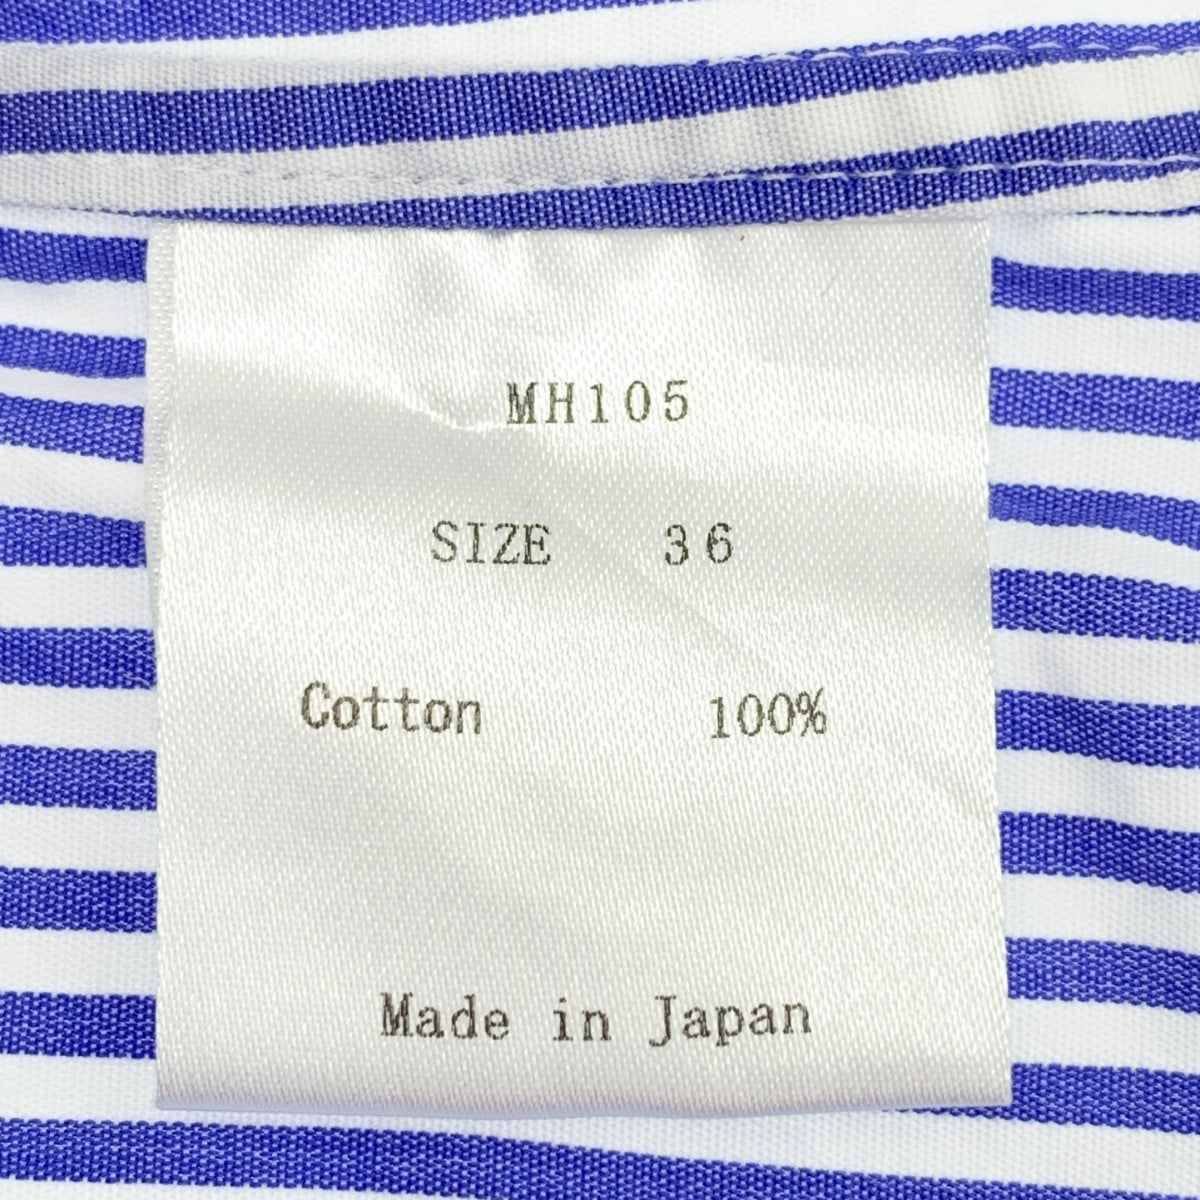 MH105
SIZE 36
Cotton 100%
Made in Japan